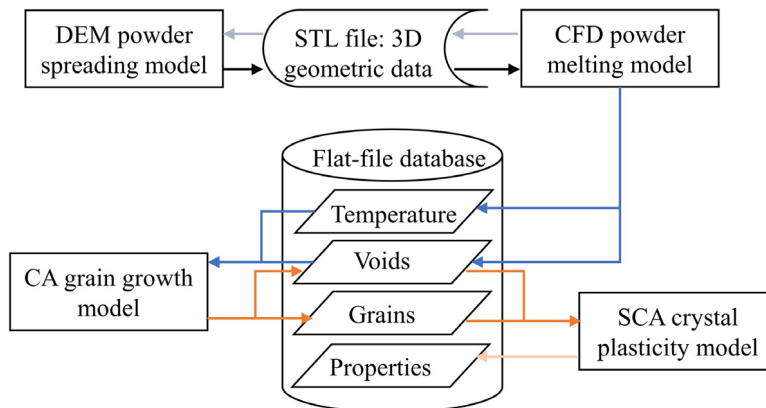 DEM powder
spreading model
STL file: 3D
geometric data
CFD powder
melting model
Flat-file database
Temperature
Voids
Grains
Properties
CA grain growth
model
SCA crystal
plasticity model